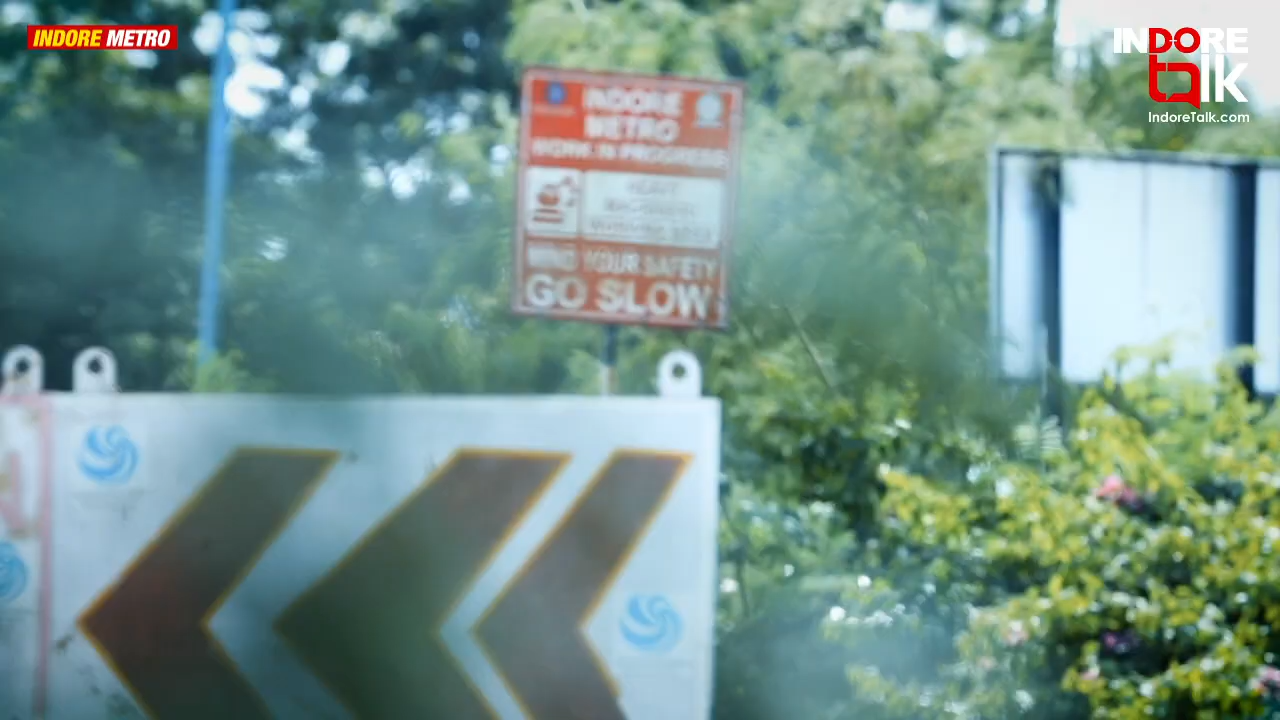 INDORE METRO
INDORE
talk
IndoreTalk.com
INDORE
METRO
WORK IN PROGRESS
MIND YOUR SAFETY
GO SLOW